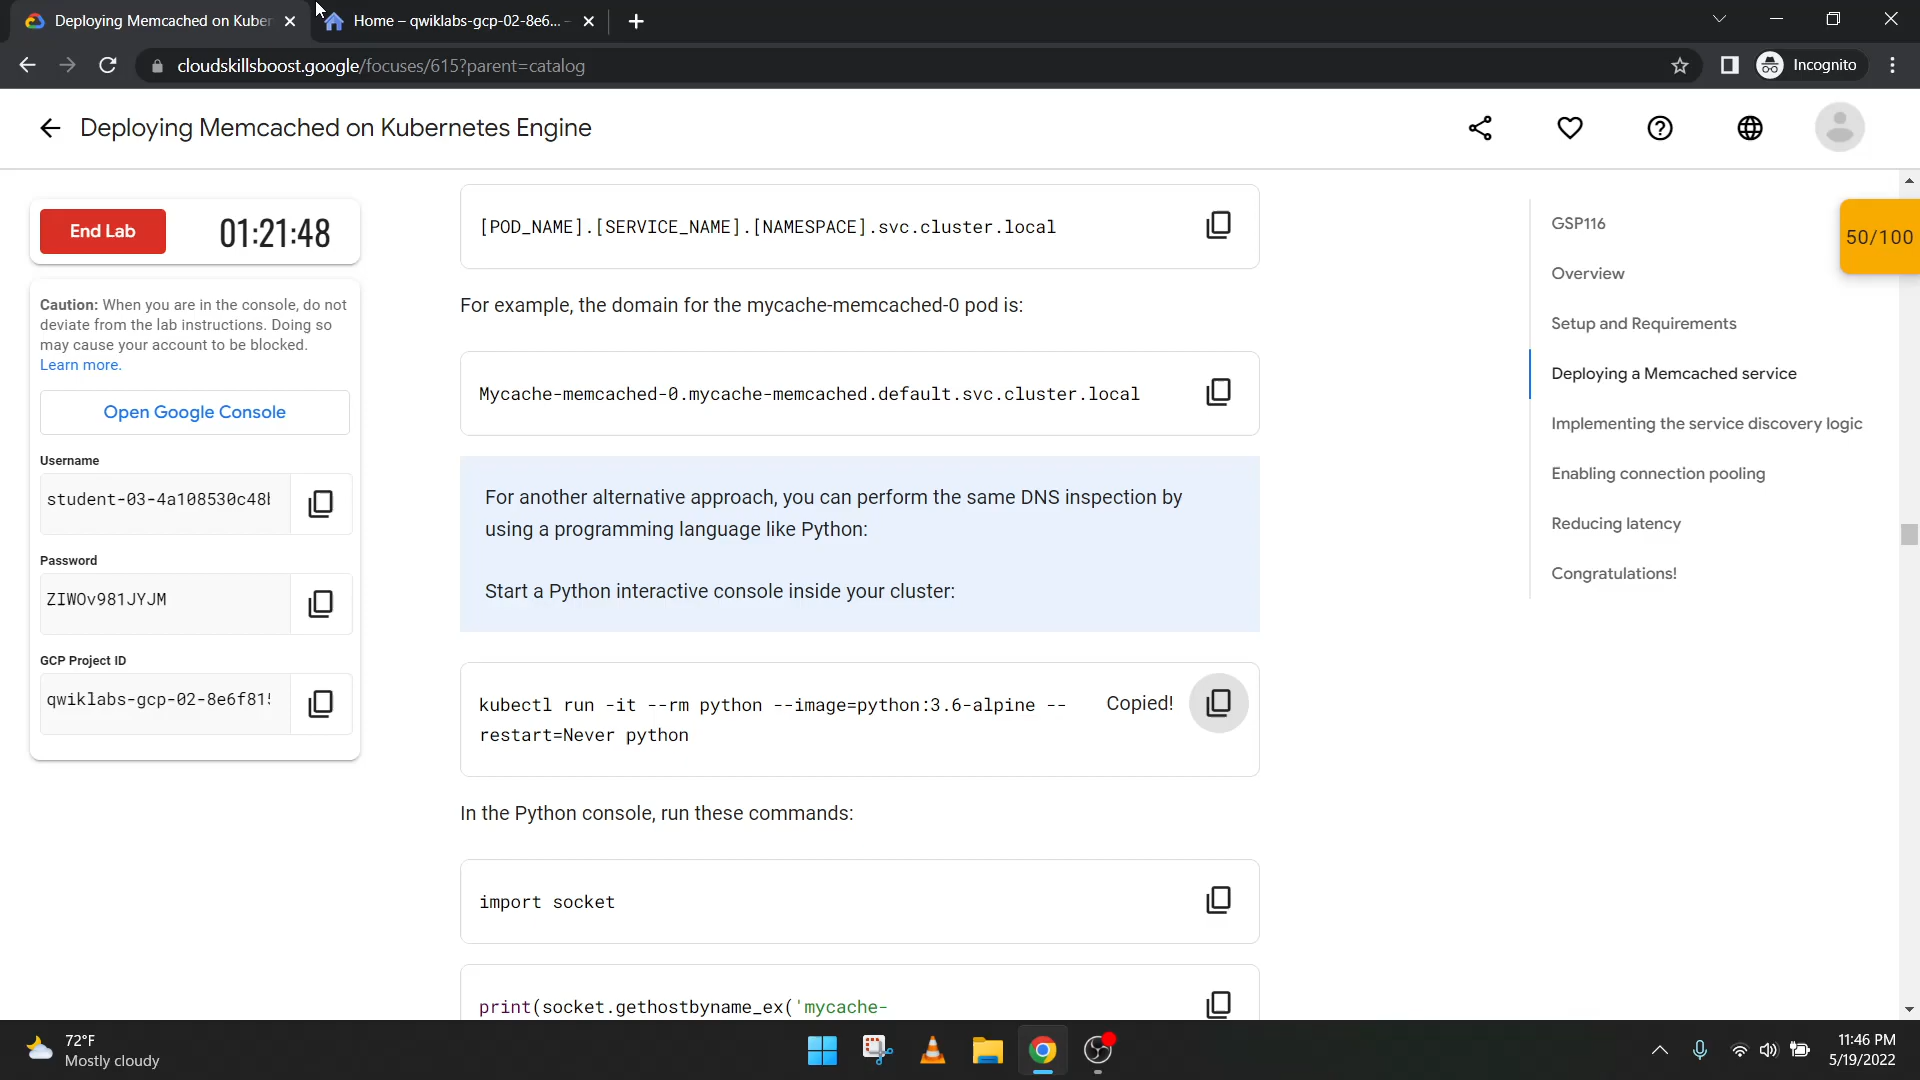 Deploying Memcached on Kuber
Home – qwiklabs-gcp-02-8e6...
cloudskillsboost.google/focuses/615?parent=catalog
Incognito
Deploying Memcached on Kubernetes Engine
End Lab
01:21:48
Caution: When you are in the console, do not
deviate from the lab instructions. Doing so
may cause your account to be blocked.
Learn more.
Open Google Console
Username
student-03-4a108530c48
Password
ZIWOv981JYJM
GCP Project ID
qwiklabs-gcp-02-8e6f81
[POD_NAME].[SERVICE_NAME].[NAMESPACE].svc.cluster.local
For example, the domain for the mycache-memcached-0 pod is:
Mycache-memcached-0.mycache-memcached.default.svc.cluster.local
For another alternative approach, you can perform the same DNS inspection by
using a programming language like Python:
Start a Python interactive console inside your cluster:
kubectl run -it --rm python --image=python:3.6-alpine --
restart=Never python
Copied!
In the Python console, run these commands:
import socket
print(socket.gethostbyname_ex('mycache-
GSP116
Overview
Setup and Requirements
Deploying a Memcached service
Implementing the service discovery logic
Enabling connection pooling
Reducing latency
Congratulations!
50/100
72°F
Mostly cloudy
11:46 PM
5/19/2022